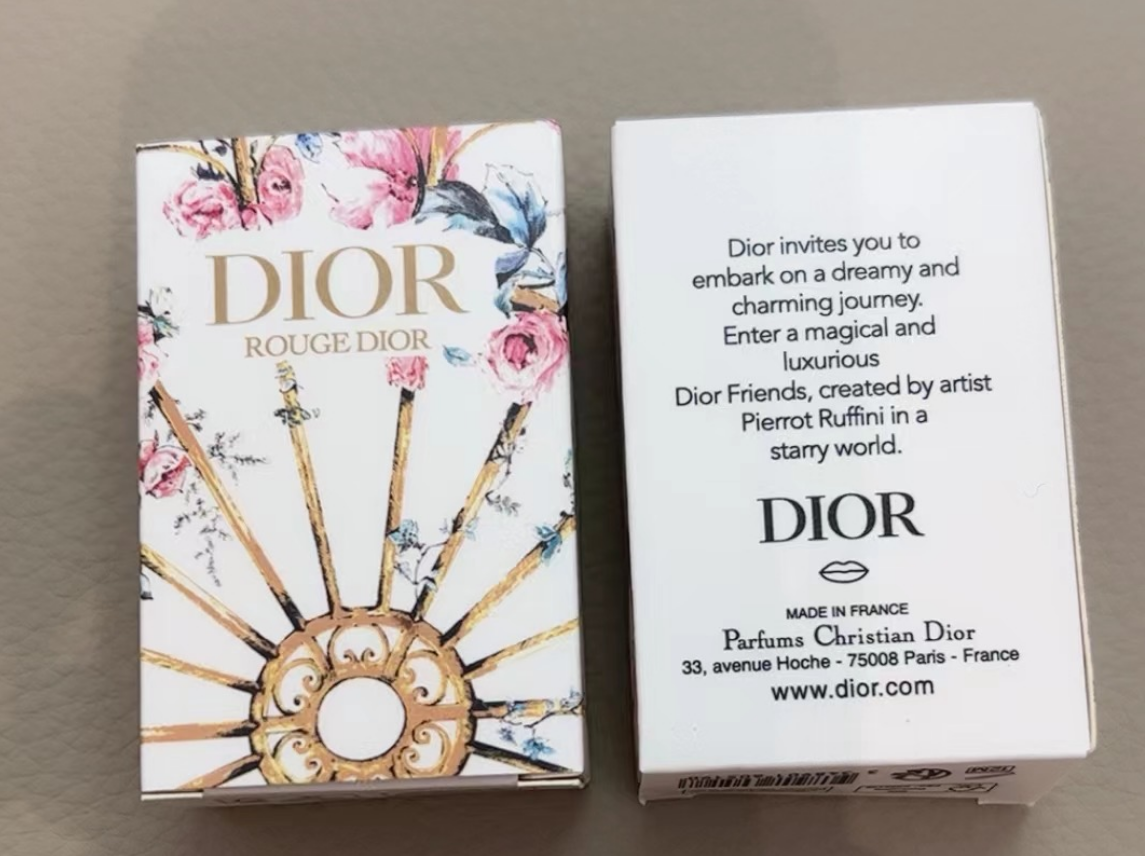 DIOR
ROUGE DIOR
Dior invites you to
embark on a dreamy and
charming journey.
Enter a magical and
luxurious
Dior Friends, created by artist
Pierrot Ruffini in a
starry world.
DIOR
MADE IN FRANCE
Parfums Christian Dior
33, avenue Hoche - 75008 Paris - France
www.dior.com